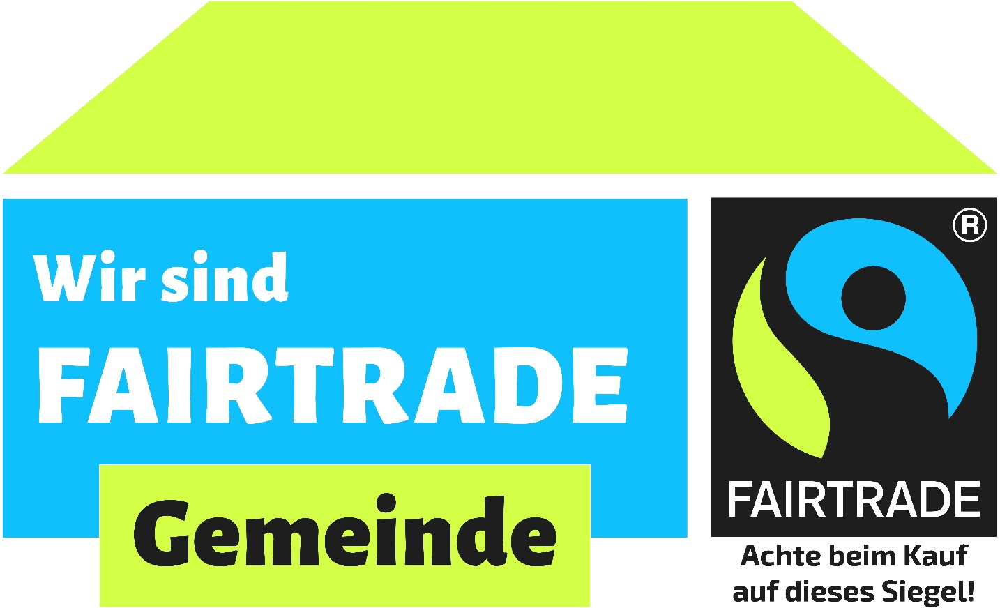 Wir sind
FAIRTRADE
Gemeinde
®
FAIRTRADE
Achte beim Kauf
auf dieses Siegel!